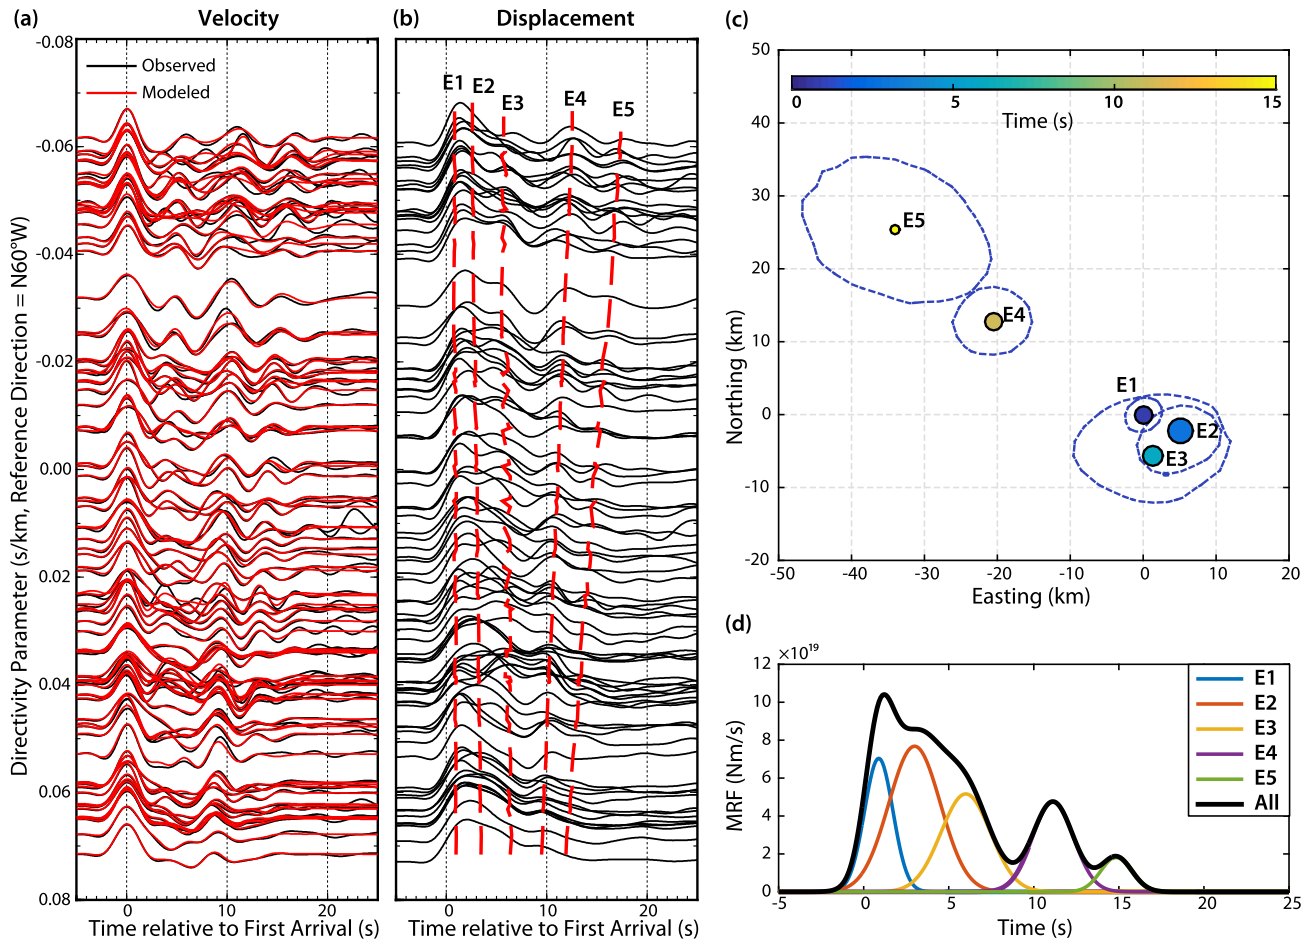 (a)
Velocity
(b)
Displacement
(c)
Directivity Parameter (s/km, Reference Direction = N60°W)
-0.08
-0.06
-0.04
-0.02
0.00
0.02
0.04
0.06
0.08
Observed
Modeled
0 10 20
Time relative to First Arrival (s)
E1 E2 E3 E4 E5
0 10 20
Time relative to First Arrival (s)
50
40
30
20
10
0
-10
-20
Northing (km)
0 5 10 15
Time (s)
E5
E4
E1
E2
E3
-50 -40 -30 -20 -10 0 10 20
Easting (km)
(d)
×10¹⁹
12
10
8
6
4
2
0
MRF (Nm/s)
E1
E2
E3
E4
E5
All
-5 0 5 10 15 20 25
Time (s)